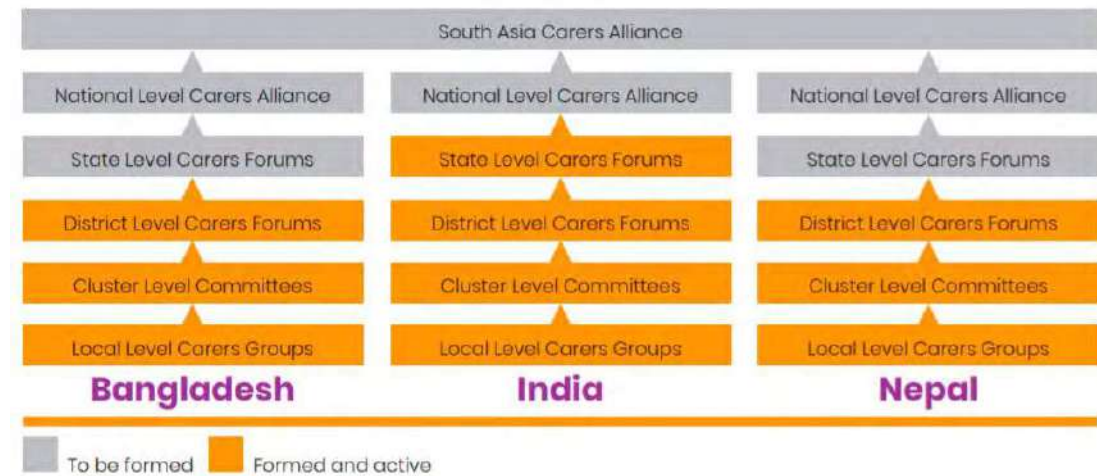 South Asia Carers Alliance
National Level Carers Alliance
National Level Carers Alliance
National Level Carers Alliance
State Level Carers Forums
State Level Carers Forums
State Level Carers Forums
District Level Carers Forums
District Level Carers Forums
District Level Carers Forums
Cluster Level Committees
Cluster Level Committees
Cluster Level Committees
Local Level Carers Groups
Local Level Carers Groups
Local Level Carers Groups
Bangladesh
India
Nepal
To be formed
Formed and active